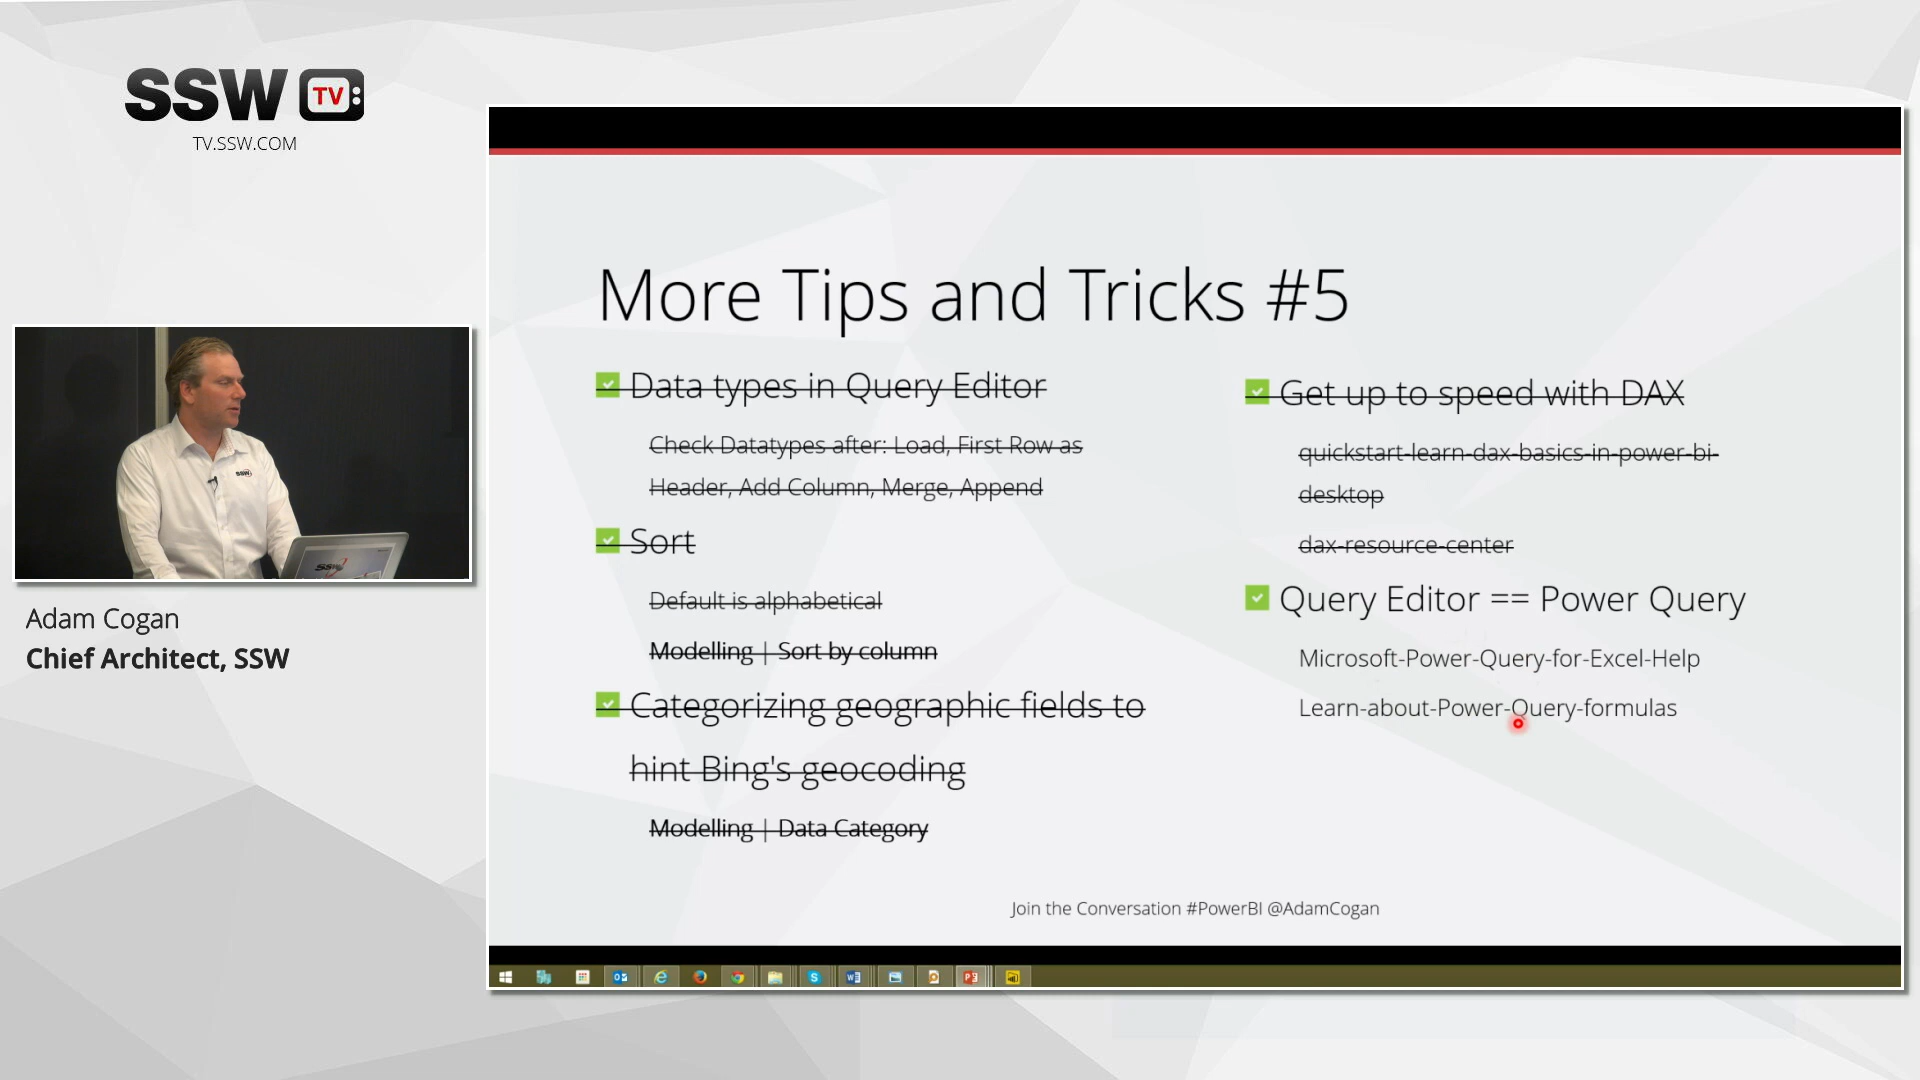 SSW TV
TV.SSW.COM
SSW
SSW
Adam Cogan
Chief Architect, SSW
More Tips and Tricks #5
Data types in Query Editor
Check Datatypes after: Load, First Row as
Header, Add Column, Merge, Append
Sort
Default is alphabetical
Modelling | Sort by column
Categorizing geographic fields to
hint Bing's geocoding
Modelling | Data Category
Get up to speed with DAX
quickstart-learn-dax-basics-in-power-bi-
desktop
dax-resource-center
Query Editor == Power Query
Microsoft-Power-Query-for-Excel-Help
Learn-about-Power-Query-formulas
Join the Conversation #PowerBI @AdamCogan